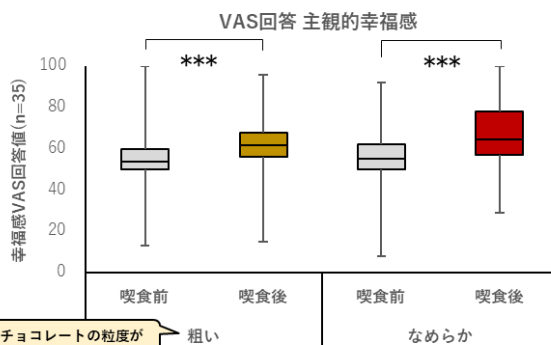 VAS回答 主観的幸福感
***
***
幸福感VAS回答値(n=35)
100
80
60
40
20
0
喫食前
喫食後
喫食前
喫食後
チョコレートの粒度が
粗い
なめらか